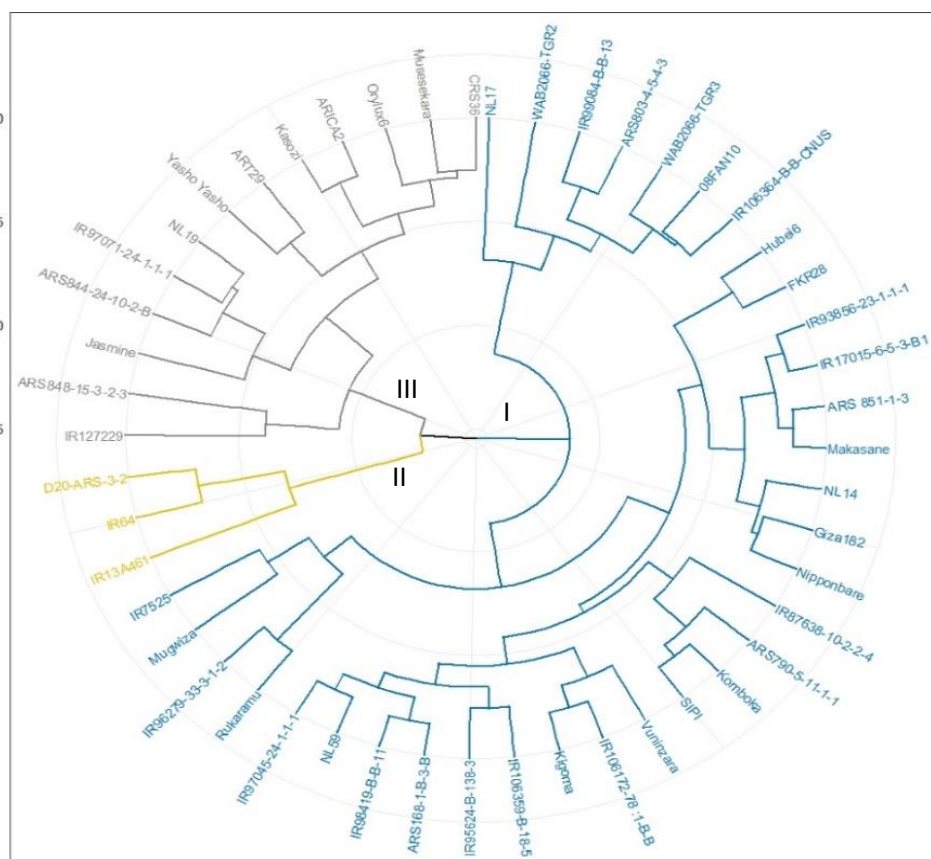 CRS36
NL17
WAB2066-TGR2
IR99084-B-B-13
ARS803-4-5-4-3
WAB2066-TGR3
08FAN10
IR106364-B-B-CNUS
Hubei6
FKR28
IR93856-23-1-1-1
IR17015-6-5-3-B1
ARS 851-1-3
Makasane
NL14
Giza182
Nipponbare
IR87638-10-2-2-4
ARS790-5-11-1-1
Komboka
SIPI
Vuninzara
IR106172-78 :1-B-B
Kigoma
IR106359-B-18-5
IR95624-B-138-3
ARS168-1-B-3-B
IR98419-B-B-11
NL59
IR97045-24-1-1-1
Rukaramu
IR96279-33-3-1-2
Mugwiza
IR7525
IR13A461
IR64
D20-ARS-3-2
IR127229
ARS848-15-3-2-3
Jasmine
ARS844-24-10-2-B
IR97071-24-1-1-1
NL19
Yasho Yasho
ART29
Kasozi
ARICA2
Orylux6
Musesekara
III
I
II
0
5
0
5